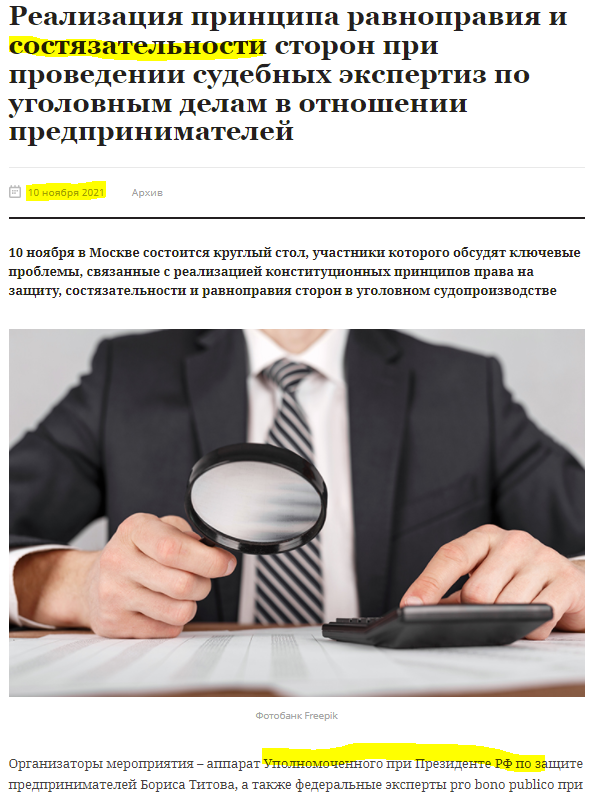 Реализация принципа равноправия и
состязательности сторон при
проведении судебных экспертиз по
уголовным делам в отношении
предпринимателей
10 ноября 2021 Архив
10 ноября в Москве состоится круглый стол, участники которого обсудят ключевые
проблемы, связанные с реализацией конституционных принципов права на
защиту, состязательности и равноправия сторон в уголовном судопроизводстве
Фотобанк Freepik
Организаторы мероприятия – аппарат Уполномоченного при Президенте РФ по защите
предпринимателей Бориса Титова, а также федеральные эксперты pro bono publico при